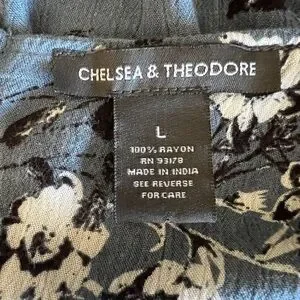 CHELSEA & THEODORE
L
100% RAYON
RN 93178
MADE IN INDIA
SEE REVERSE
FOR CARE